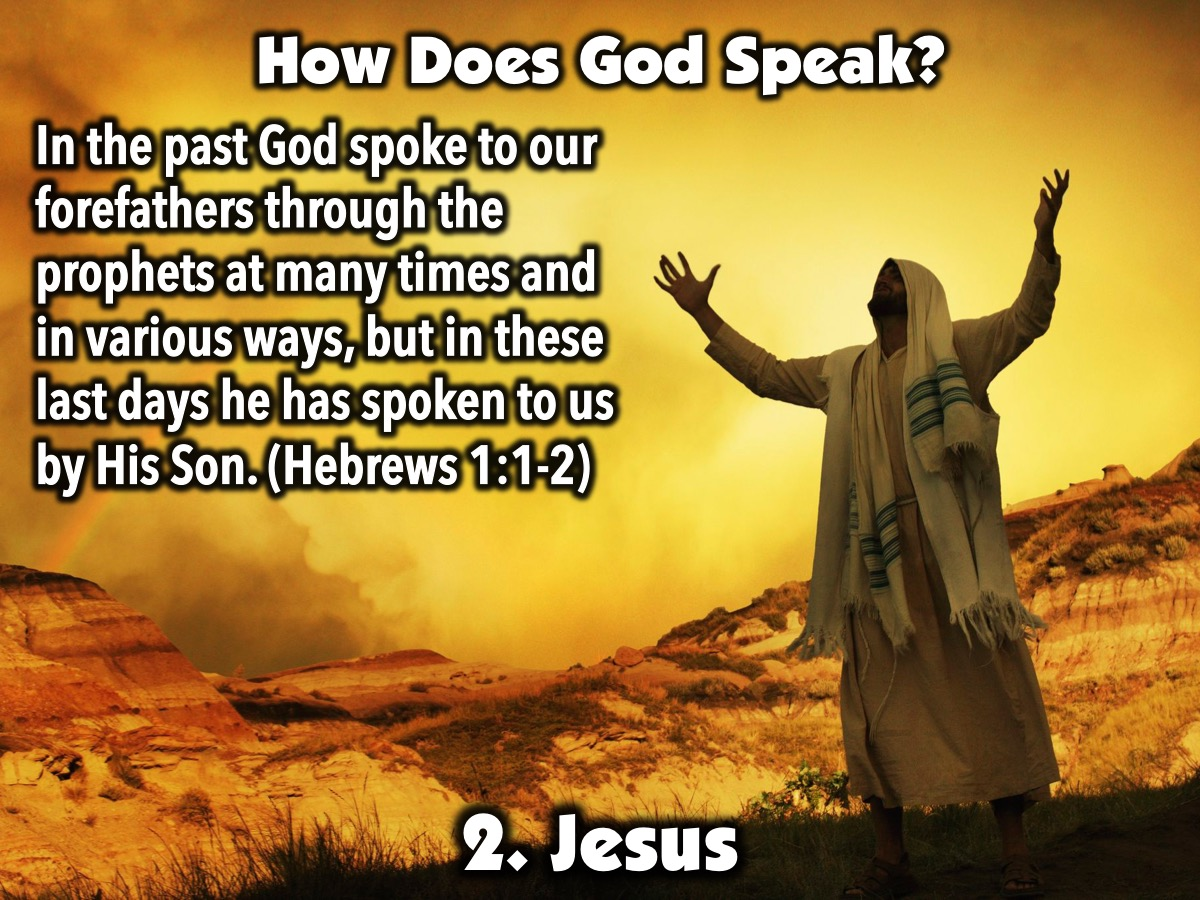 How Does God Speak?
In the past God spoke to our
forefathers through the
prophets at many times and
in various ways, but in these
last days he has spoken to us
by His Son. (Hebrews 1:1-2)
2. Jesus